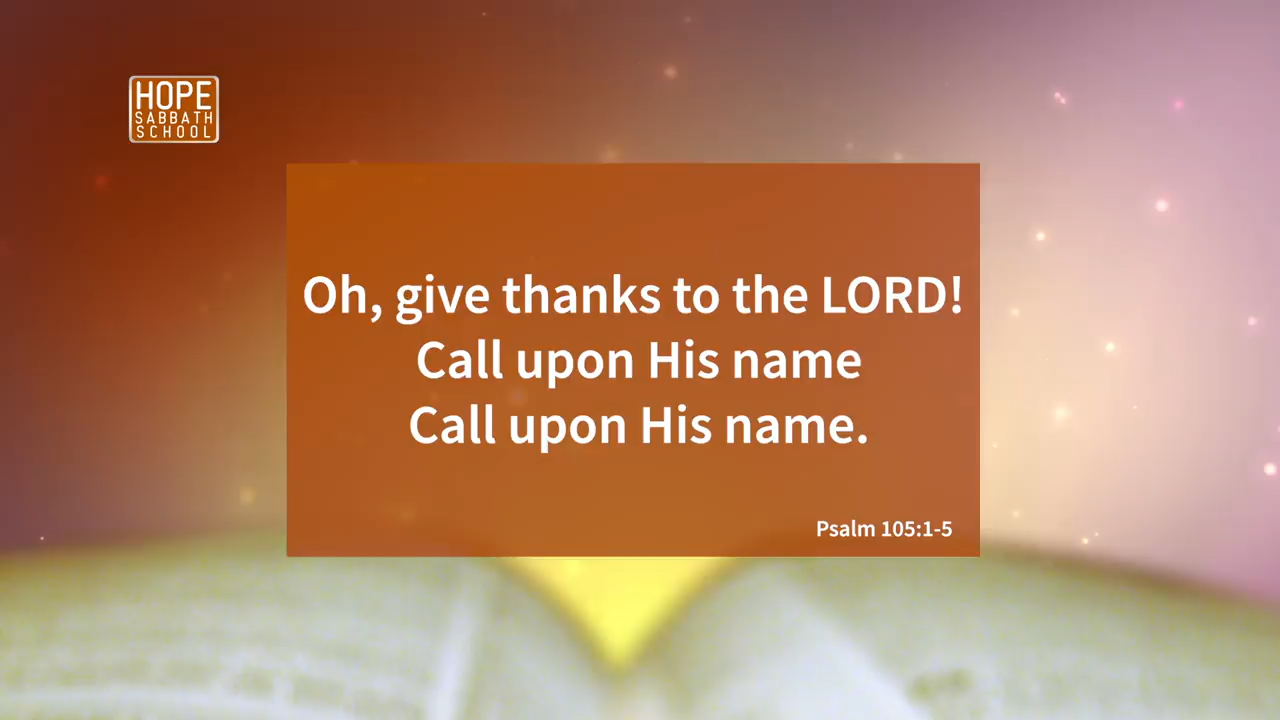 HOPE
SABBATH
SCHOOL
Oh, give thanks to the LORD!
Call upon His name
Call upon His name.
Psalm 105:1-5